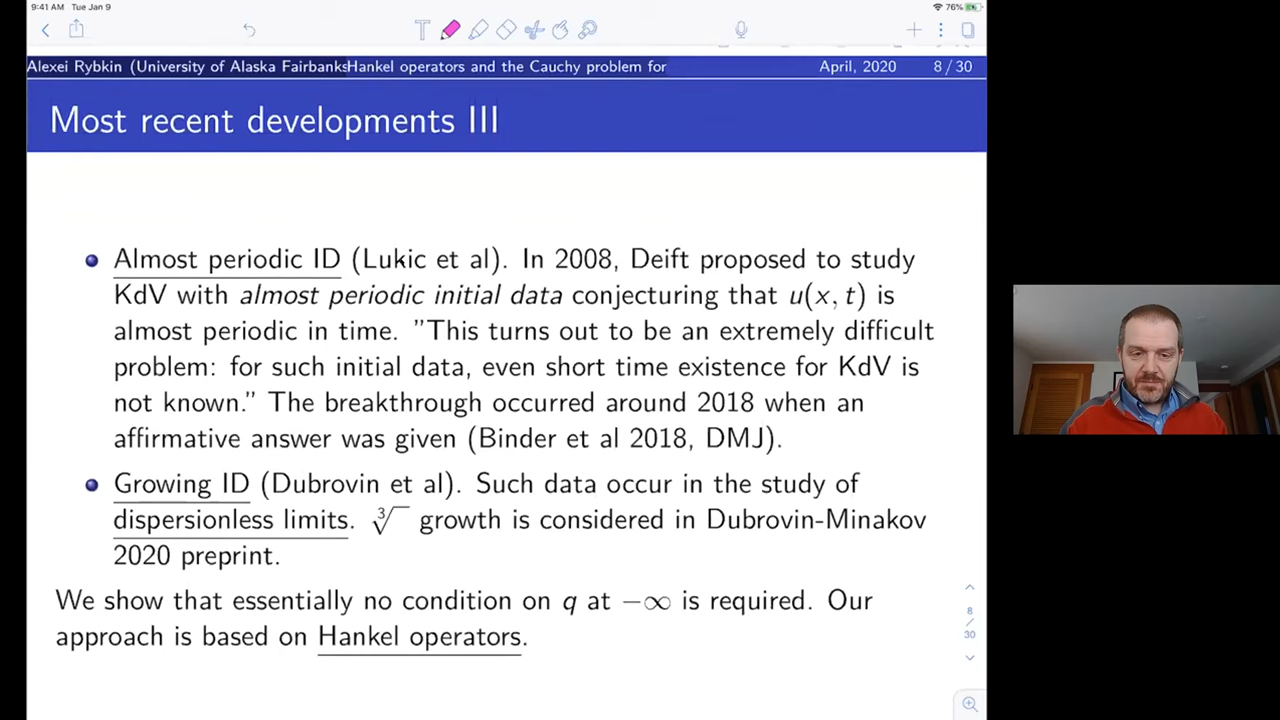 9:41 AM Tue Jan 9
76%
T
Alexei Rybkin (University of Alaska Fairbanks Hankel operators and the Cauchy problem for April, 2020 8 / 30
Most recent developments III
Almost periodic ID (Lukic et al). In 2008, Deift proposed to study
KdV with almost periodic initial data conjecturing that u(x, t) is
almost periodic in time. "This turns out to be an extremely difficult
problem: for such initial data, even short time existence for KdV is
not known." The breakthrough occurred around 2018 when an
affirmative answer was given (Binder et al 2018, DMJ).
Growing ID (Dubrovin et al). Such data occur in the study of
dispersionless limits. ∛ growth is considered in Dubrovin-Minakov
2020 preprint.
We show that essentially no condition on q at −∞ is required. Our
approach is based on Hankel operators.
8
/
30